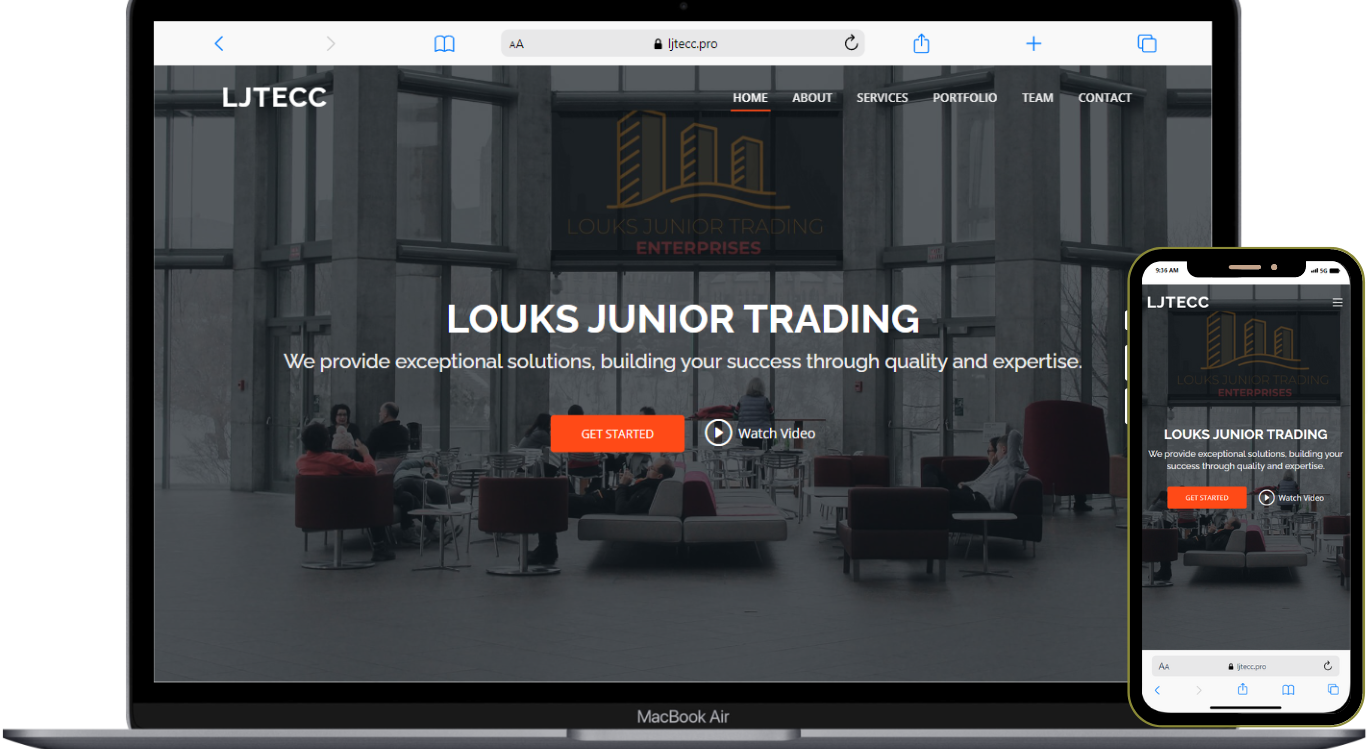 AA ljtecc.pro
LJTECC
HOME ABOUT SERVICES PORTFOLIO TEAM CONTACT
LOUKS JUNIOR TRADING
ENTERPRISES
LOUKS JUNIOR TRADING
We provide exceptional solutions, building your success through quality and expertise.
GET STARTED Watch Video
MacBook Air
9:36 AM 5G
LJTECC
LOUKS JUNIOR TRADING
ENTERPRISES
LOUKS JUNIOR TRADING
We provide exceptional solutions, building your
success through quality and expertise.
GET STARTED Watch Video
AA ljtecc.pro